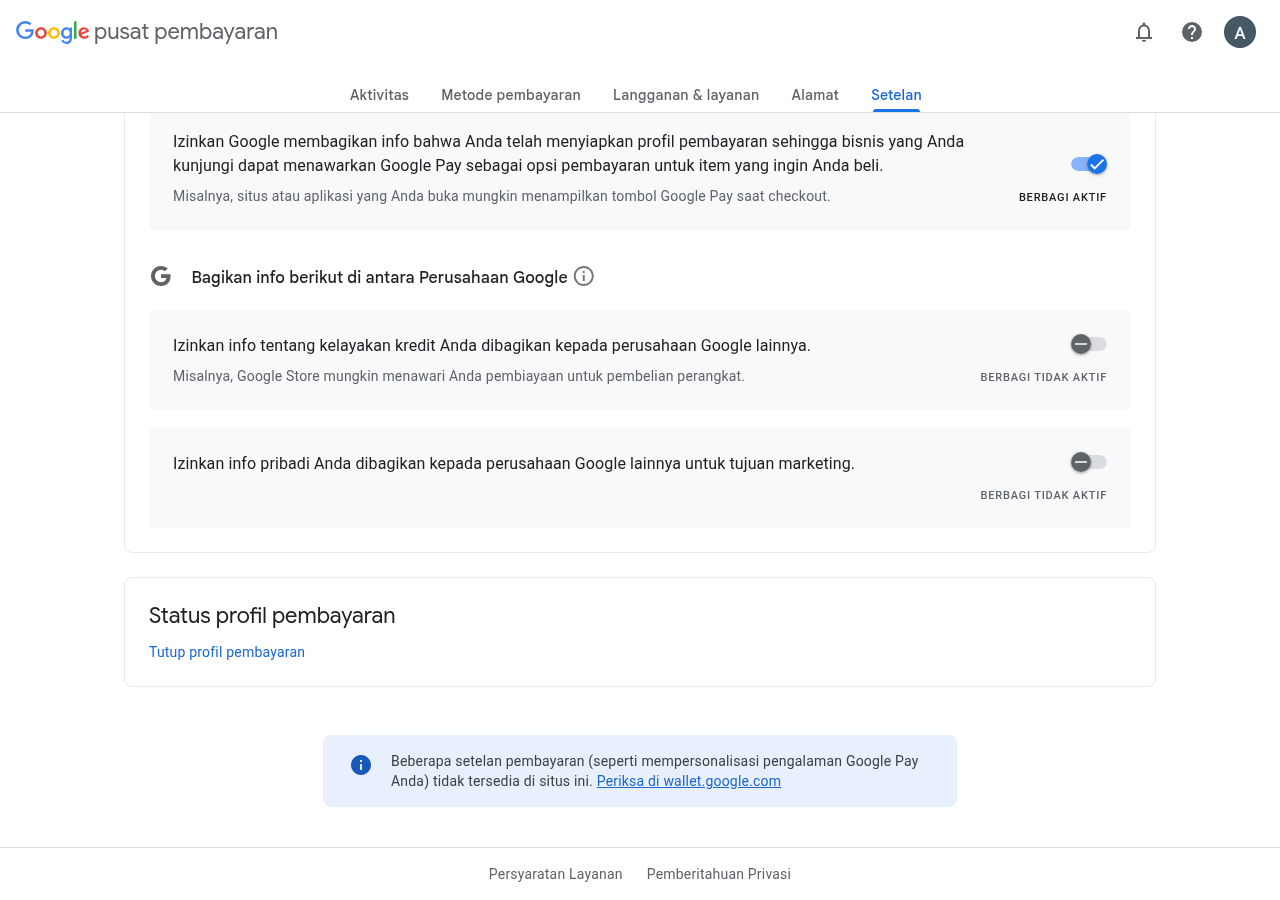 Google pusat pembayaran
A
Aktivitas
Metode pembayaran
Langganan & layanan
Alamat
Setelan
Izinkan Google membagikan info bahwa Anda telah menyiapkan profil pembayaran sehingga bisnis yang Anda
kunjungi dapat menawarkan Google Pay sebagai opsi pembayaran untuk item yang ingin Anda beli.
Misalnya, situs atau aplikasi yang Anda buka mungkin menampilkan tombol Google Pay saat checkout.
BERBAGI AKTIF
Bagikan info berikut di antara Perusahaan Google
Izinkan info tentang kelayakan kredit Anda dibagikan kepada perusahaan Google lainnya.
Misalnya, Google Store mungkin menawari Anda pembiayaan untuk pembelian perangkat.
BERBAGI TIDAK AKTIF
Izinkan info pribadi Anda dibagikan kepada perusahaan Google lainnya untuk tujuan marketing.
BERBAGI TIDAK AKTIF
Status profil pembayaran
Tutup profil pembayaran
Beberapa setelan pembayaran (seperti mempersonalisasi pengalaman Google Pay
Anda) tidak tersedia di situs ini. Periksa di wallet.google.com
Persyaratan Layanan
Pemberitahuan Privasi